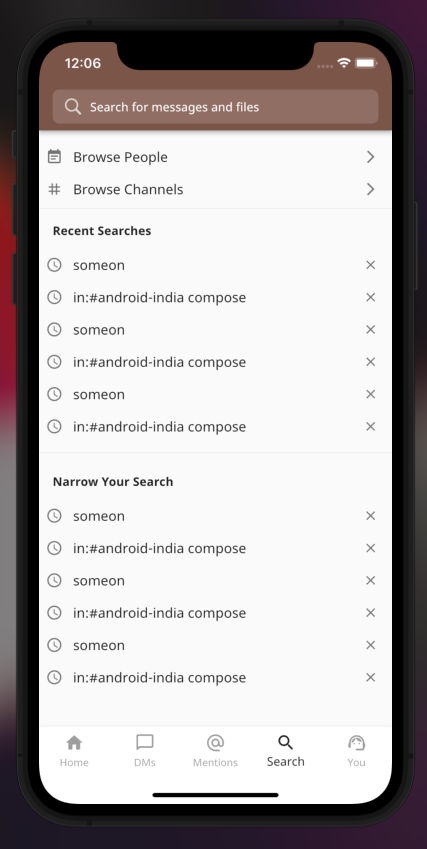 12:06
Search for messages and files
Browse People
Browse Channels
Recent Searches
someon
in:#android-india compose
someon
in:#android-india compose
someon
in:#android-india compose
Narrow Your Search
someon
in:#android-india compose
someon
in:#android-india compose
someon
in:#android-india compose
Home DMs Mentions Search You